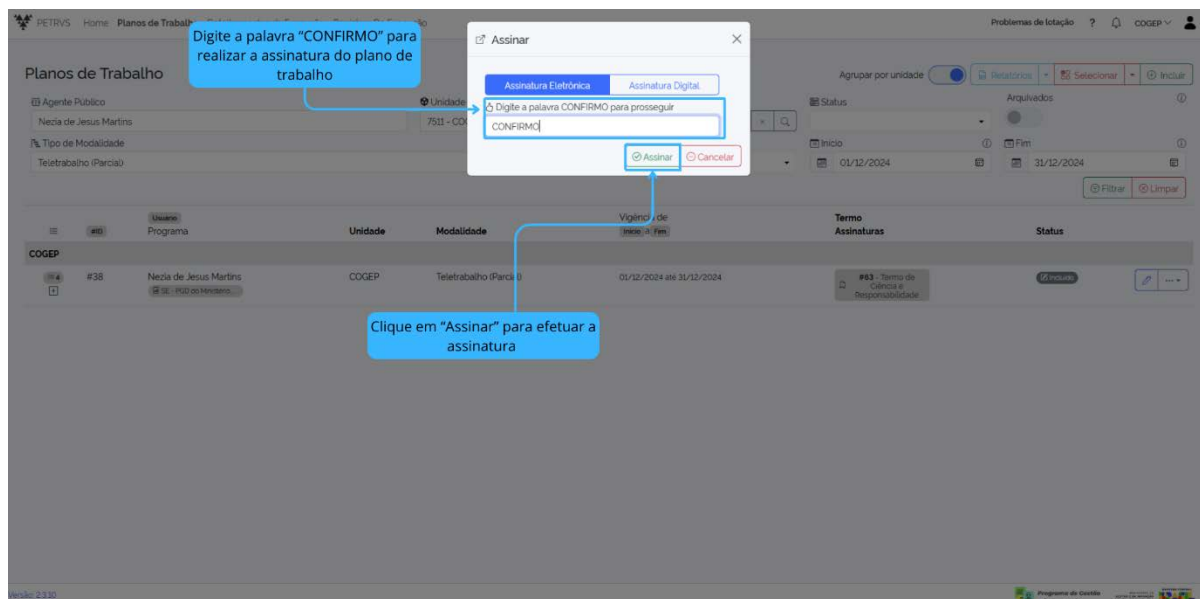 PETRVS Home Planos de Trabalho
Problemas de lotação ? COGEP
Digite a palavra “CONFIRMO” para
realizar a assinatura do plano de
trabalho
Assinar
Assinatura Eletrônica Assinatura Digital
Digite a palavra CONFIRMO para prosseguir
CONFIRMO
Assinar Cancelar
Planos de Trabalho
Agrupar por unidade Relatórios Selecionar Incluir
Agente Público Unidade Status Arquivados
Nezia de Jesus Martins
Tipo de Modalidade Início Fim
Teletrabalho (Parcial) 01/12/2024 31/12/2024
Filtrar Limpar
#ID Usuário
Programa Unidade Modalidade Vigência de
Início a Fim Termo
Assinaturas Status
COGEP
#38 Nezia de Jesus Martins COGEP Teletrabalho (Parcial) 01/12/2024 até 31/12/2024 #63 - Termo de
Ciência e
Responsabilidade Incluído
Clique em “Assinar” para efetuar a
assinatura
Versão: 2.3.10
Programa de Gestão